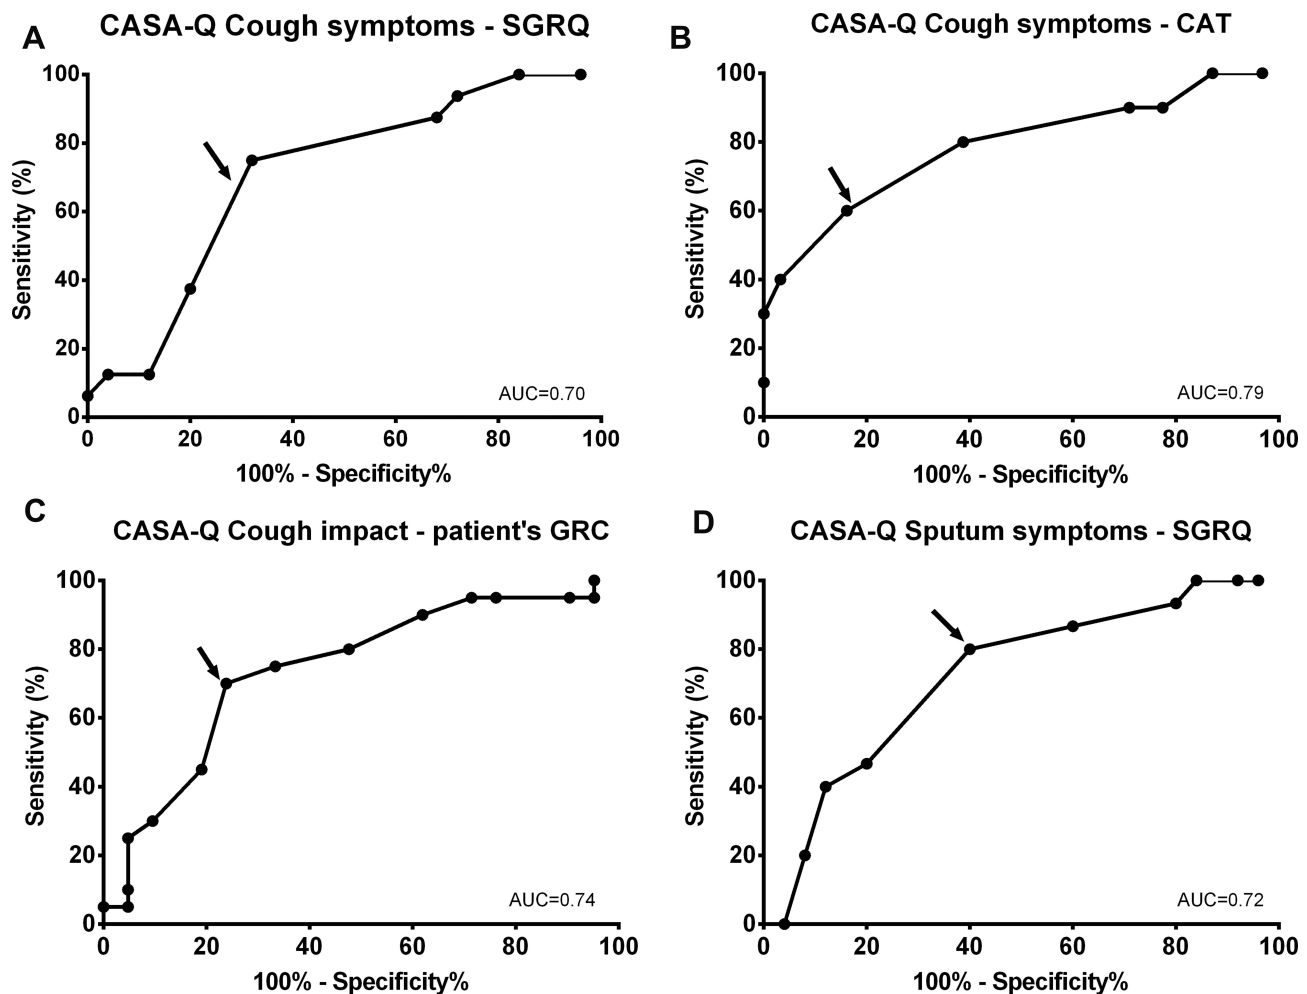 A
CASA-Q Cough symptoms - SGRQ
100
80
60
40
20
0
Sensitivity (%)
AUC=0.70
0 20 40 60 80 100
100% - Specificity%
B
CASA-Q Cough symptoms - CAT
100
80
60
40
20
0
Sensitivity (%)
AUC=0.79
0 20 40 60 80 100
100% - Specificity%
C
CASA-Q Cough impact - patient's GRC
100
80
60
40
20
0
Sensitivity (%)
AUC=0.74
0 20 40 60 80 100
100% - Specificity%
D
CASA-Q Sputum symptoms - SGRQ
100
80
60
40
20
0
Sensitivity (%)
AUC=0.72
0 20 40 60 80 100
100% - Specificity%